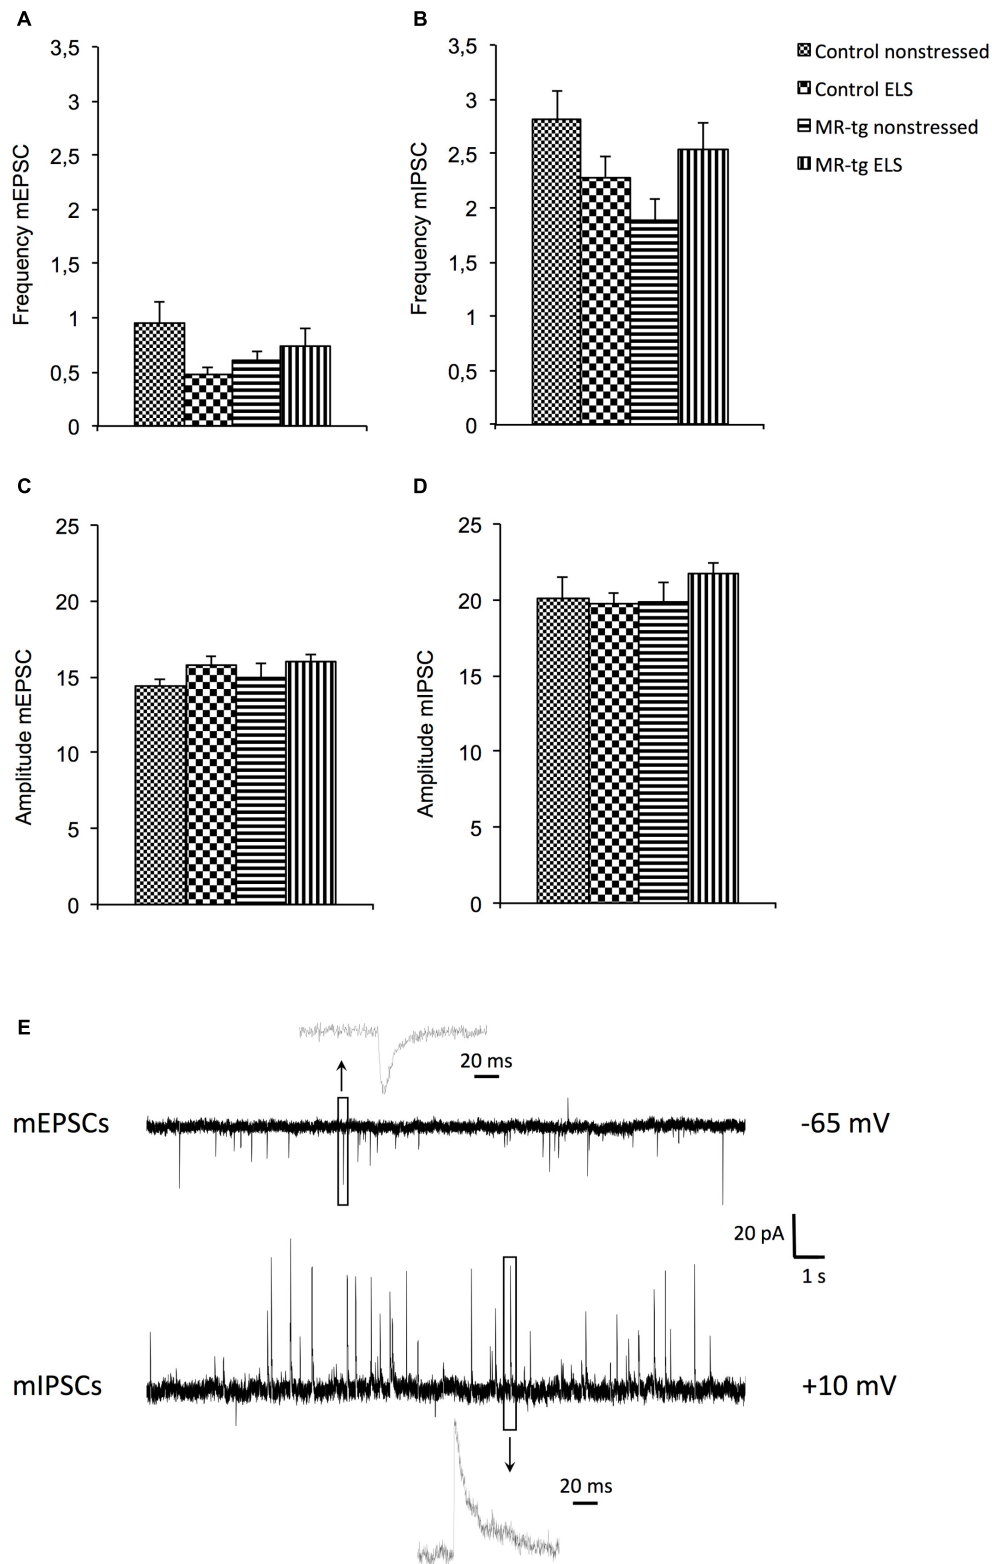 A
Frequency mEPSC
3,5
3
2,5
2
1,5
1
0,5
0
B
Frequency mIPSC
3,5
3
2,5
2
1,5
1
0,5
0
Control nonstressed
Control ELS
MR-tg nonstressed
MR-tg ELS
C
Amplitude mEPSC
25
20
15
10
5
0
D
Amplitude mIPSC
25
20
15
10
5
0
E
20 ms
mEPSCs
-65 mV
20 pA
1 s
mIPSCs
+10 mV
20 ms